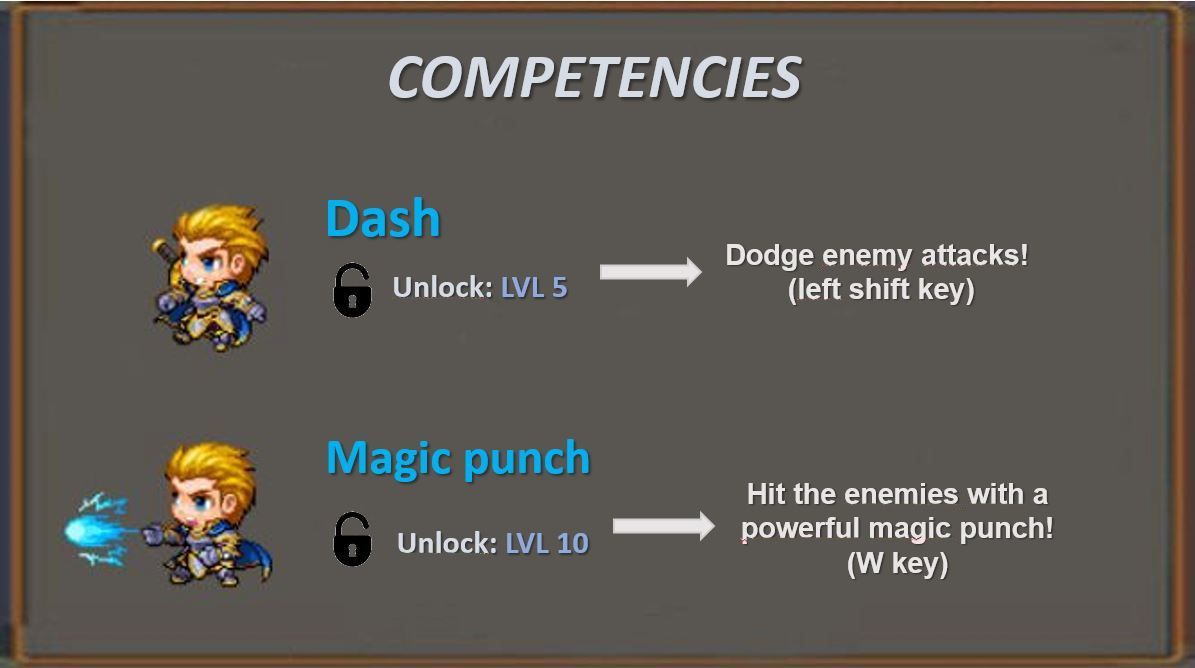 COMPETENCIES
Dash
Unlock: LVL 5
Dodge enemy attacks!
(left shift key)
Magic punch
Unlock: LVL 10
Hit the enemies with a
powerful magic punch!
(W key)